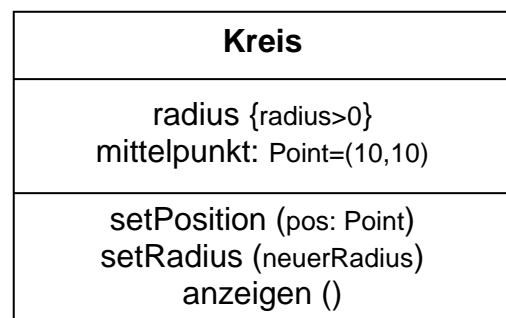 Kreis
radius {radius>0}
mittelpunkt: Point=(10,10)
setPosition (pos: Point)
setRadius (neuerRadius)
anzeigen ()